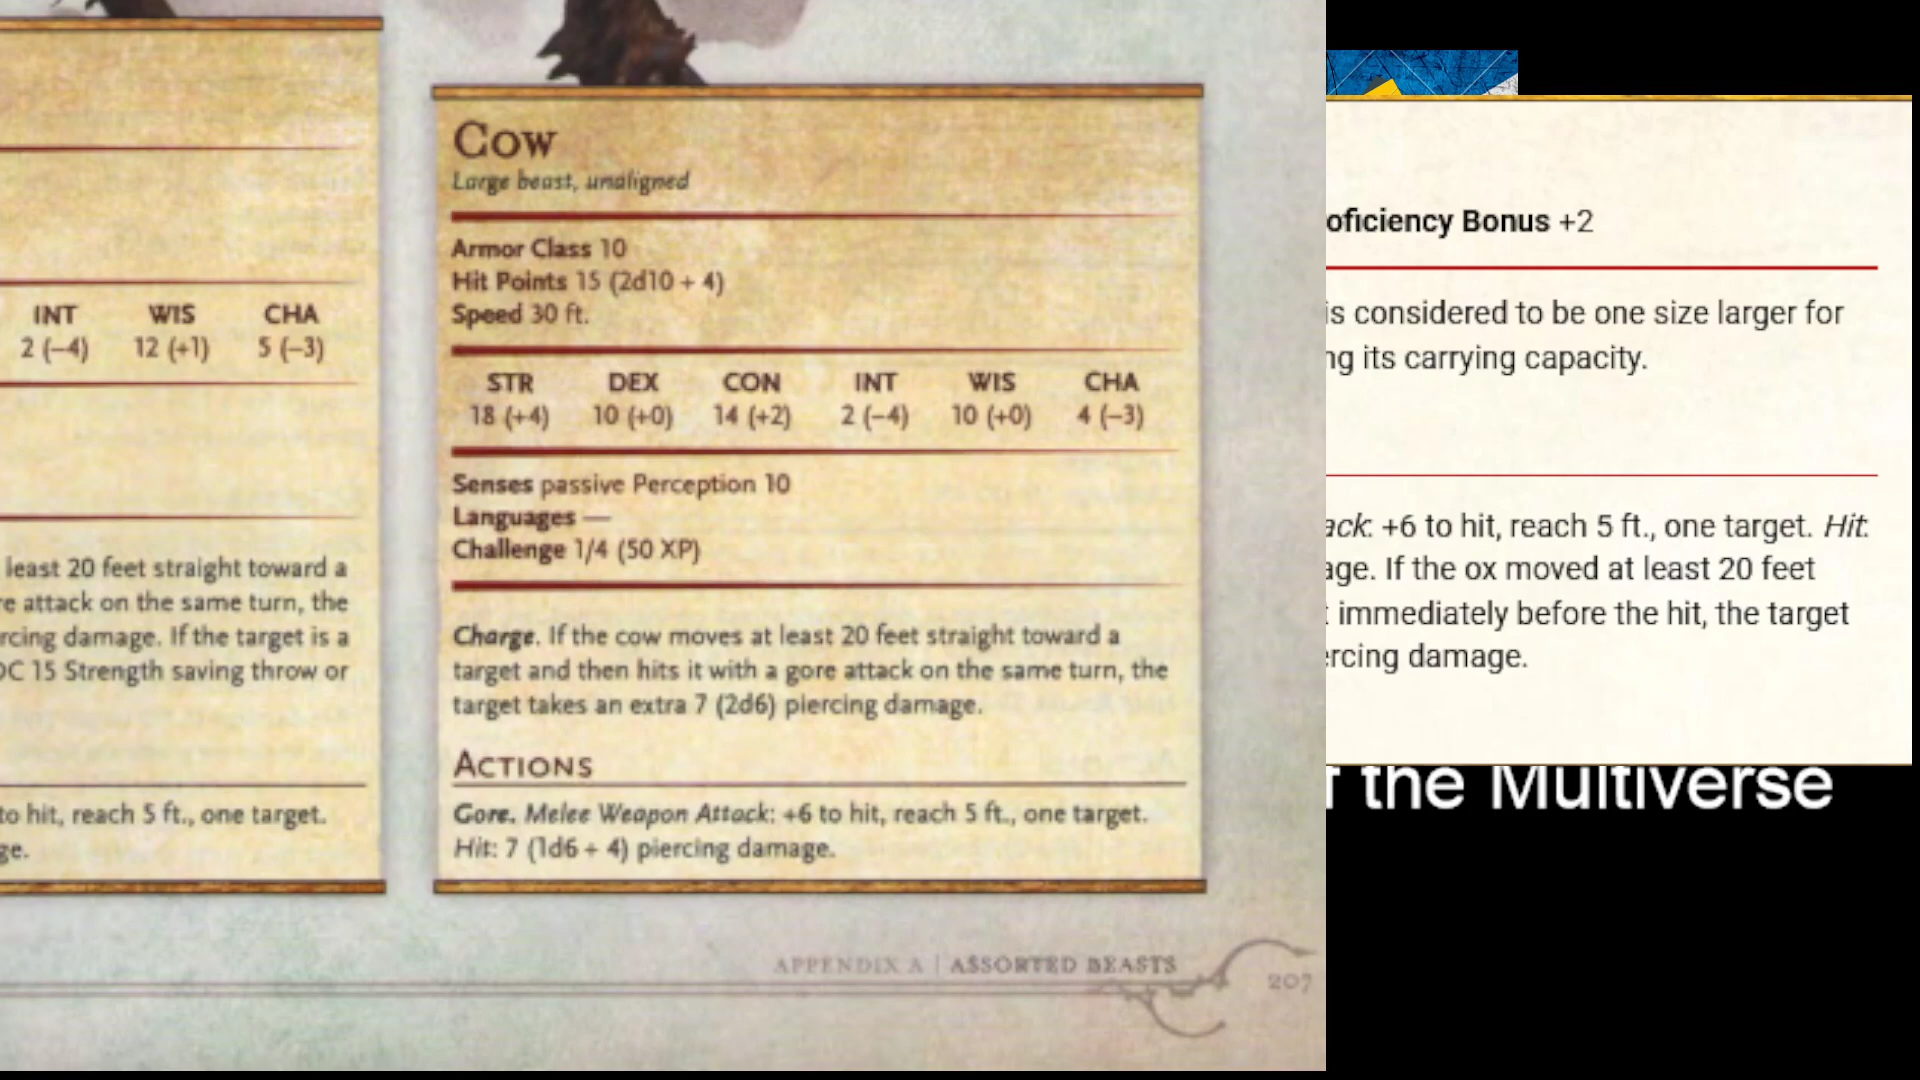 INT WIS CHA
2 (–4) 12 (+1) 5 (–3)
least 20 feet straight toward a
re attack on the same turn, the
rcing damage. If the target is a
DC 15 Strength saving throw or
to hit, reach 5 ft., one target.
ge.
Cow
Large beast, unaligned
Armor Class 10
Hit Points 15 (2d10 + 4)
Speed 30 ft.
STR DEX CON INT WIS CHA
18 (+4) 10 (+0) 14 (+2) 2 (–4) 10 (+0) 4 (–3)
Senses passive Perception 10
Languages —
Challenge 1/4 (50 XP)
Charge. If the cow moves at least 20 feet straight toward a
target and then hits it with a gore attack on the same turn, the
target takes an extra 7 (2d6) piercing damage.
ACTIONS
Gore. Melee Weapon Attack: +6 to hit, reach 5 ft., one target.
Hit: 7 (1d6 + 4) piercing damage.
APPENDIX A | ASSORTED BEASTS
207
oficiency Bonus +2
is considered to be one size larger for
ng its carrying capacity.
ack: +6 to hit, reach 5 ft., one target. Hit:
age. If the ox moved at least 20 feet
immediately before the hit, the target
ercing damage.
f the Multiverse